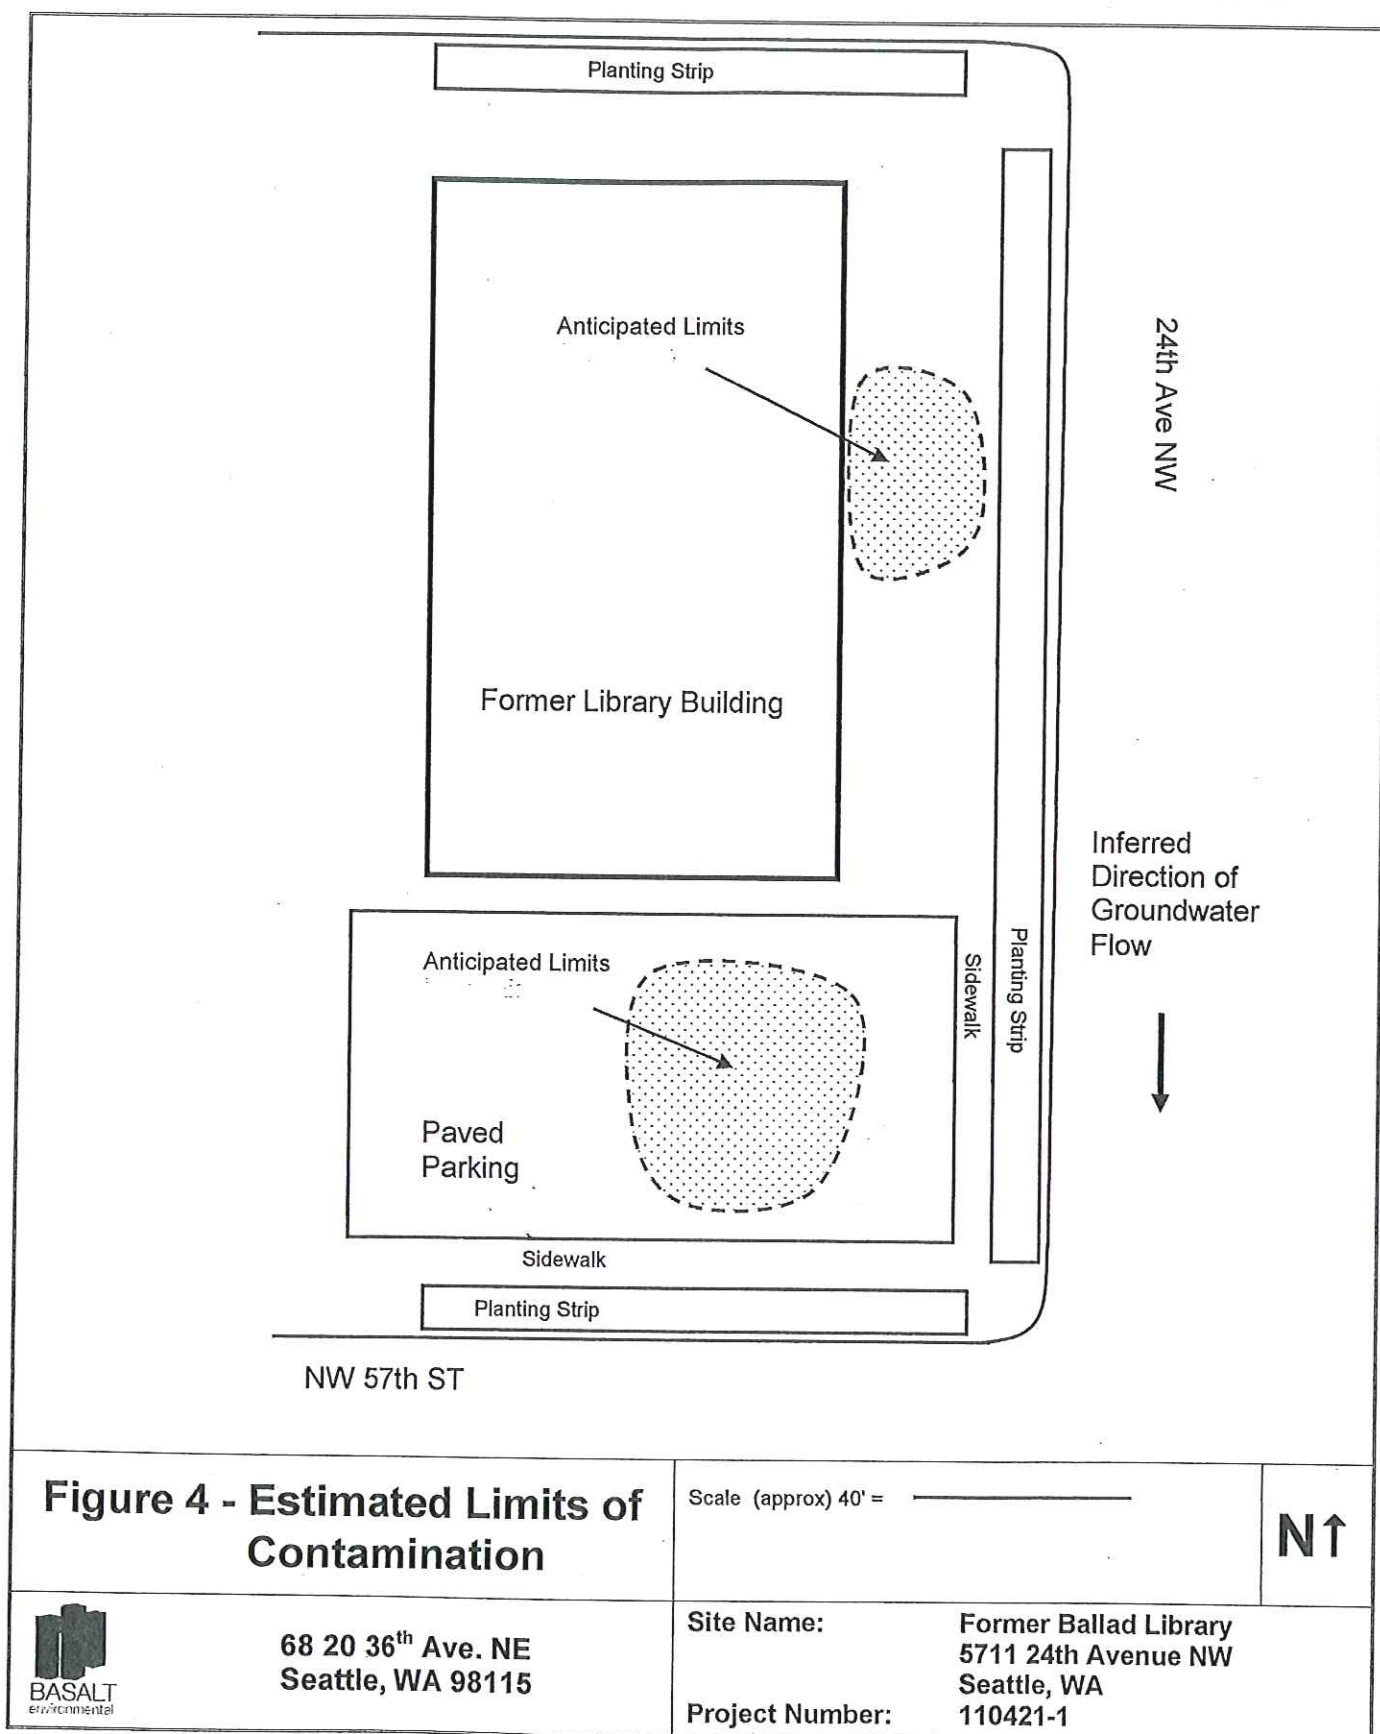 Planting Strip
Anticipated Limits
24th Ave NW
Former Library Building
Inferred
Direction of
Groundwater
Flow
Anticipated Limits
Sidewalk
Planting Strip
Paved
Parking
Sidewalk
Planting Strip
NW 57th ST
Figure 4 - Estimated Limits of
Contamination
Scale (approx) 40' =
N↑
BASALT
environmental
68 20 36th Ave. NE
Seattle, WA 98115
Site Name: Former Ballad Library
5711 24th Avenue NW
Seattle, WA
Project Number: 110421-1